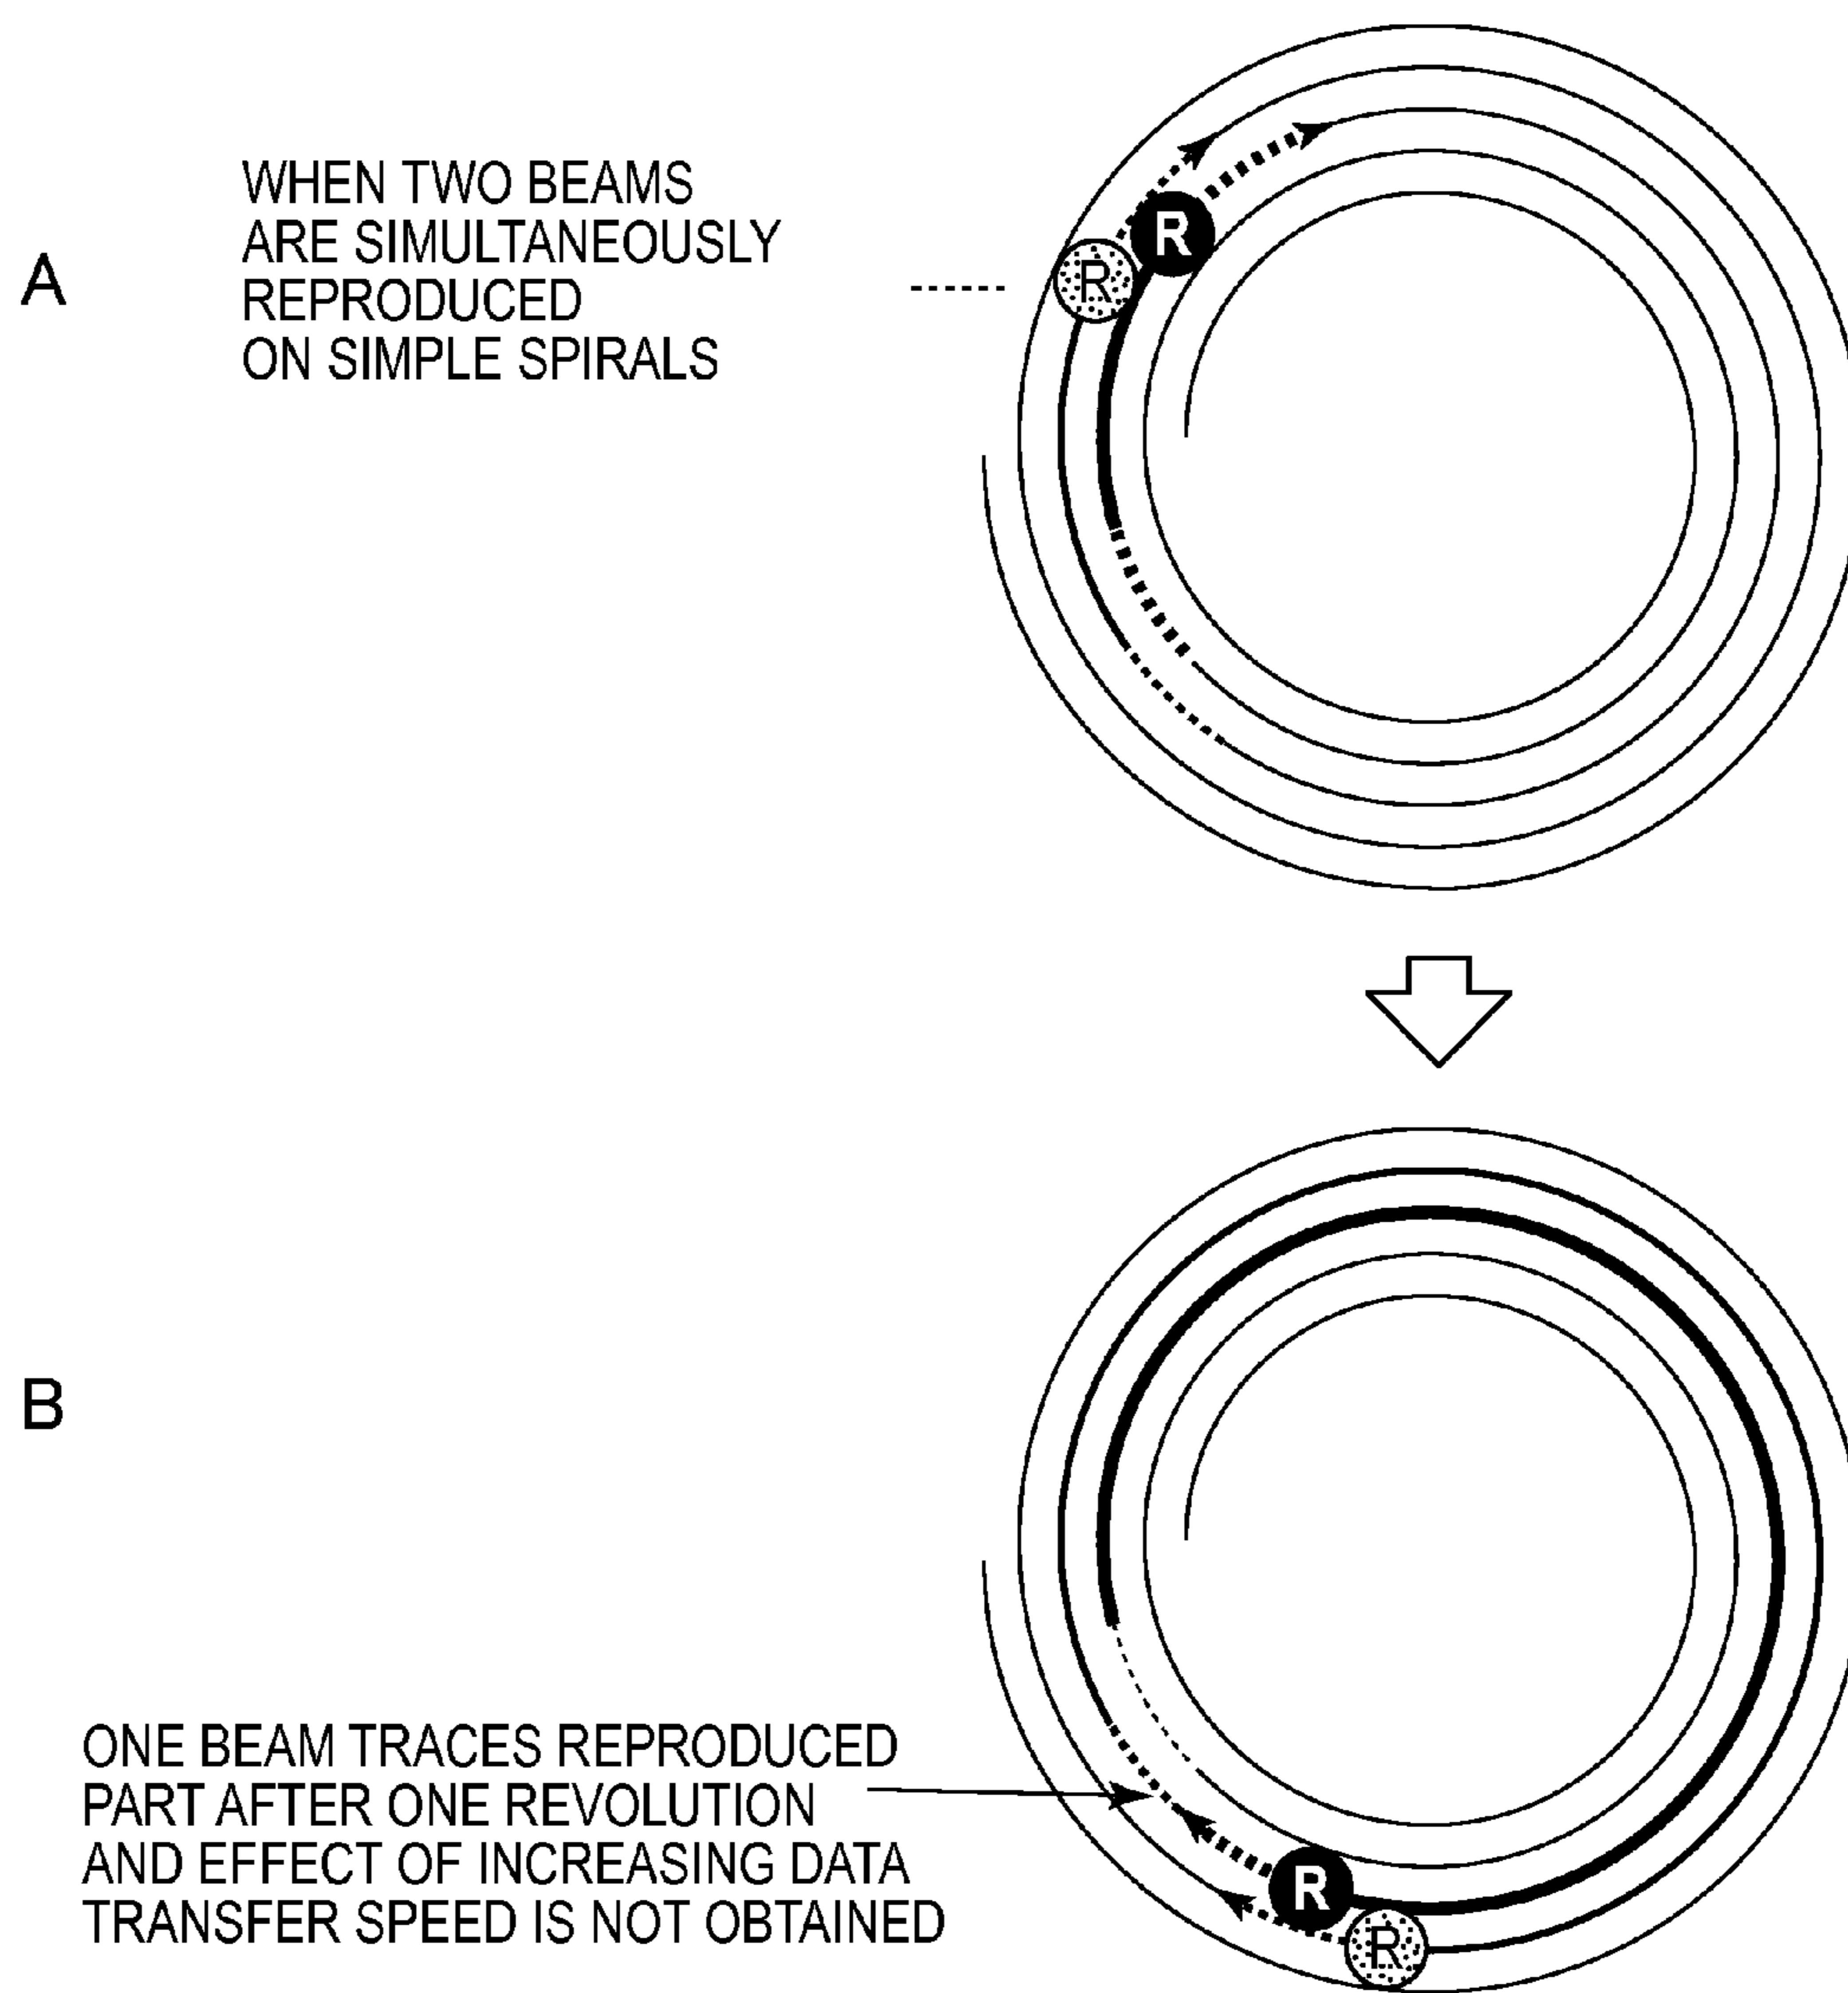 A
WHEN TWO BEAMS
ARE SIMULTANEOUSLY
REPRODUCED
ON SIMPLE SPIRALS
R
R
B
ONE BEAM TRACES REPRODUCED
PART AFTER ONE REVOLUTION
AND EFFECT OF INCREASING DATA
TRANSFER SPEED IS NOT OBTAINED
R
R